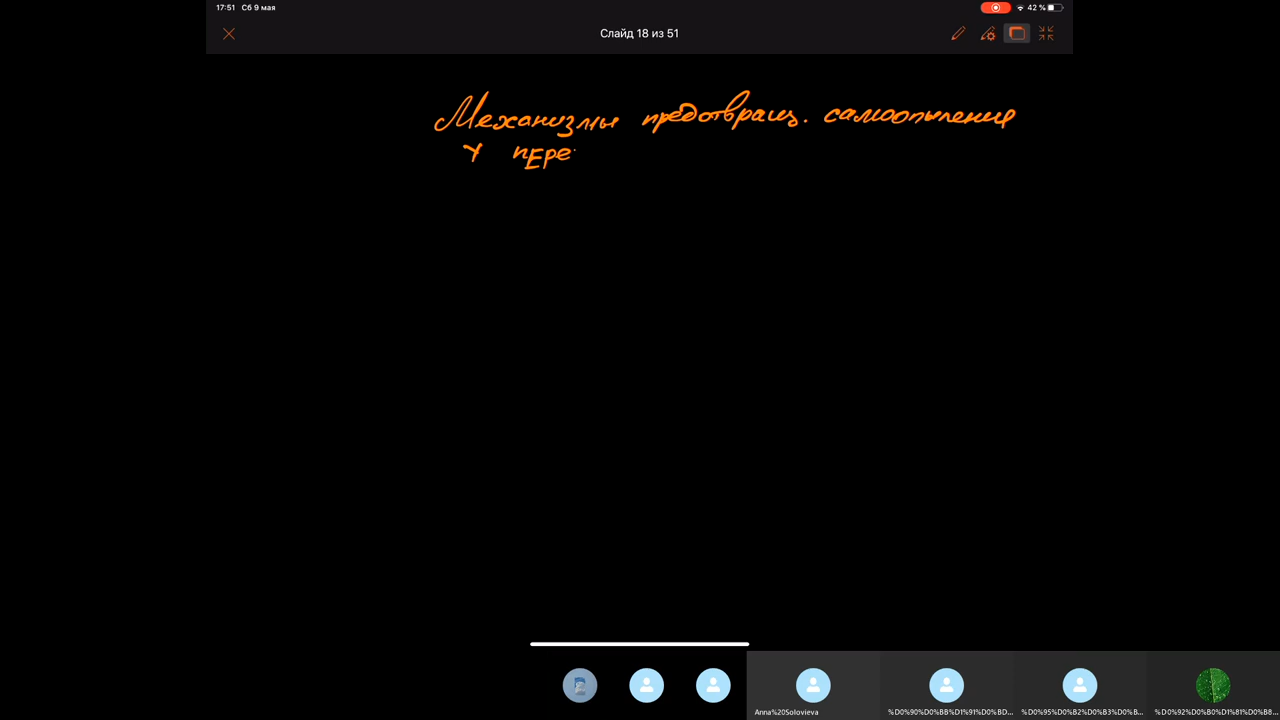 17:51 Сб 9 мая 42 %
Слайд 18 из 51
Механизмы предотвращ. самоопыления
у пере
Anna%20Solovieva %D0%90%D0%BB%D1%91%D0%BD... %D0%95%D0%B2%D0%B3%D0%B... %D0%92%D0%B0%D1%81%D0%B8...